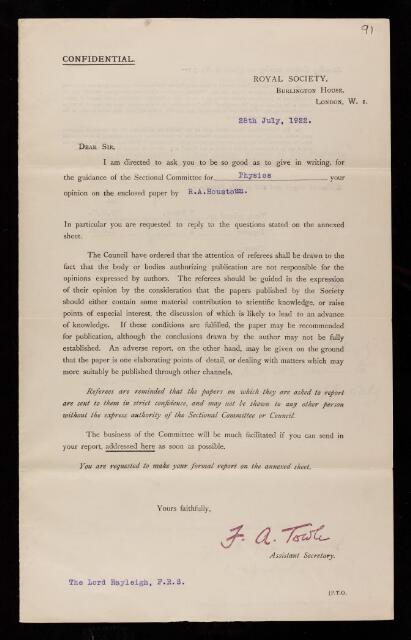 91
CONFIDENTIAL.
ROYAL SOCIETY,
BURLINGTON HOUSE,
LONDON, W. 1.
28th July, 1922.
DEAR SIR,
I am directed to ask you to be so good as to give in writing, for
the guidance of the Sectional Committee for Physics your
opinion on the enclosed paper by R.A.Houstoun.
In particular you are requested to reply to the questions stated on the annexed
sheet.
The Council have ordered that the attention of referees shall be drawn to the
fact that the body or bodies authorizing publication are not responsible for the
opinions expressed by authors. The referees should be guided in the expression
of their opinion by the consideration that the papers published by the Society
should either contain some material contribution to scientific knowledge, or raise
points of especial interest, the discussion of which is likely to lead to an advance
of knowledge. If these conditions are fulfilled, the paper may be recommended
for publication, although the conclusions drawn by the author may not be fully
established. An adverse report, on the other hand, may be given on the ground
that the paper is one elaborating points of detail, or dealing with matters which may
more suitably be published through other channels.
Referees are reminded that the papers on which they are asked to report
are sent to them in strict confidence, and may not be shown to any other person
without the express authority of the Sectional Committee or Council.
The business of the Committee will be much facilitated if you can send in
your report, addressed here as soon as possible.
You are requested to make your formal report on the annexed sheet.
Yours faithfully,
F. A. Towle
Assistant Secretary.
The Lord Rayleigh, F.R.S.
[P.T.O.